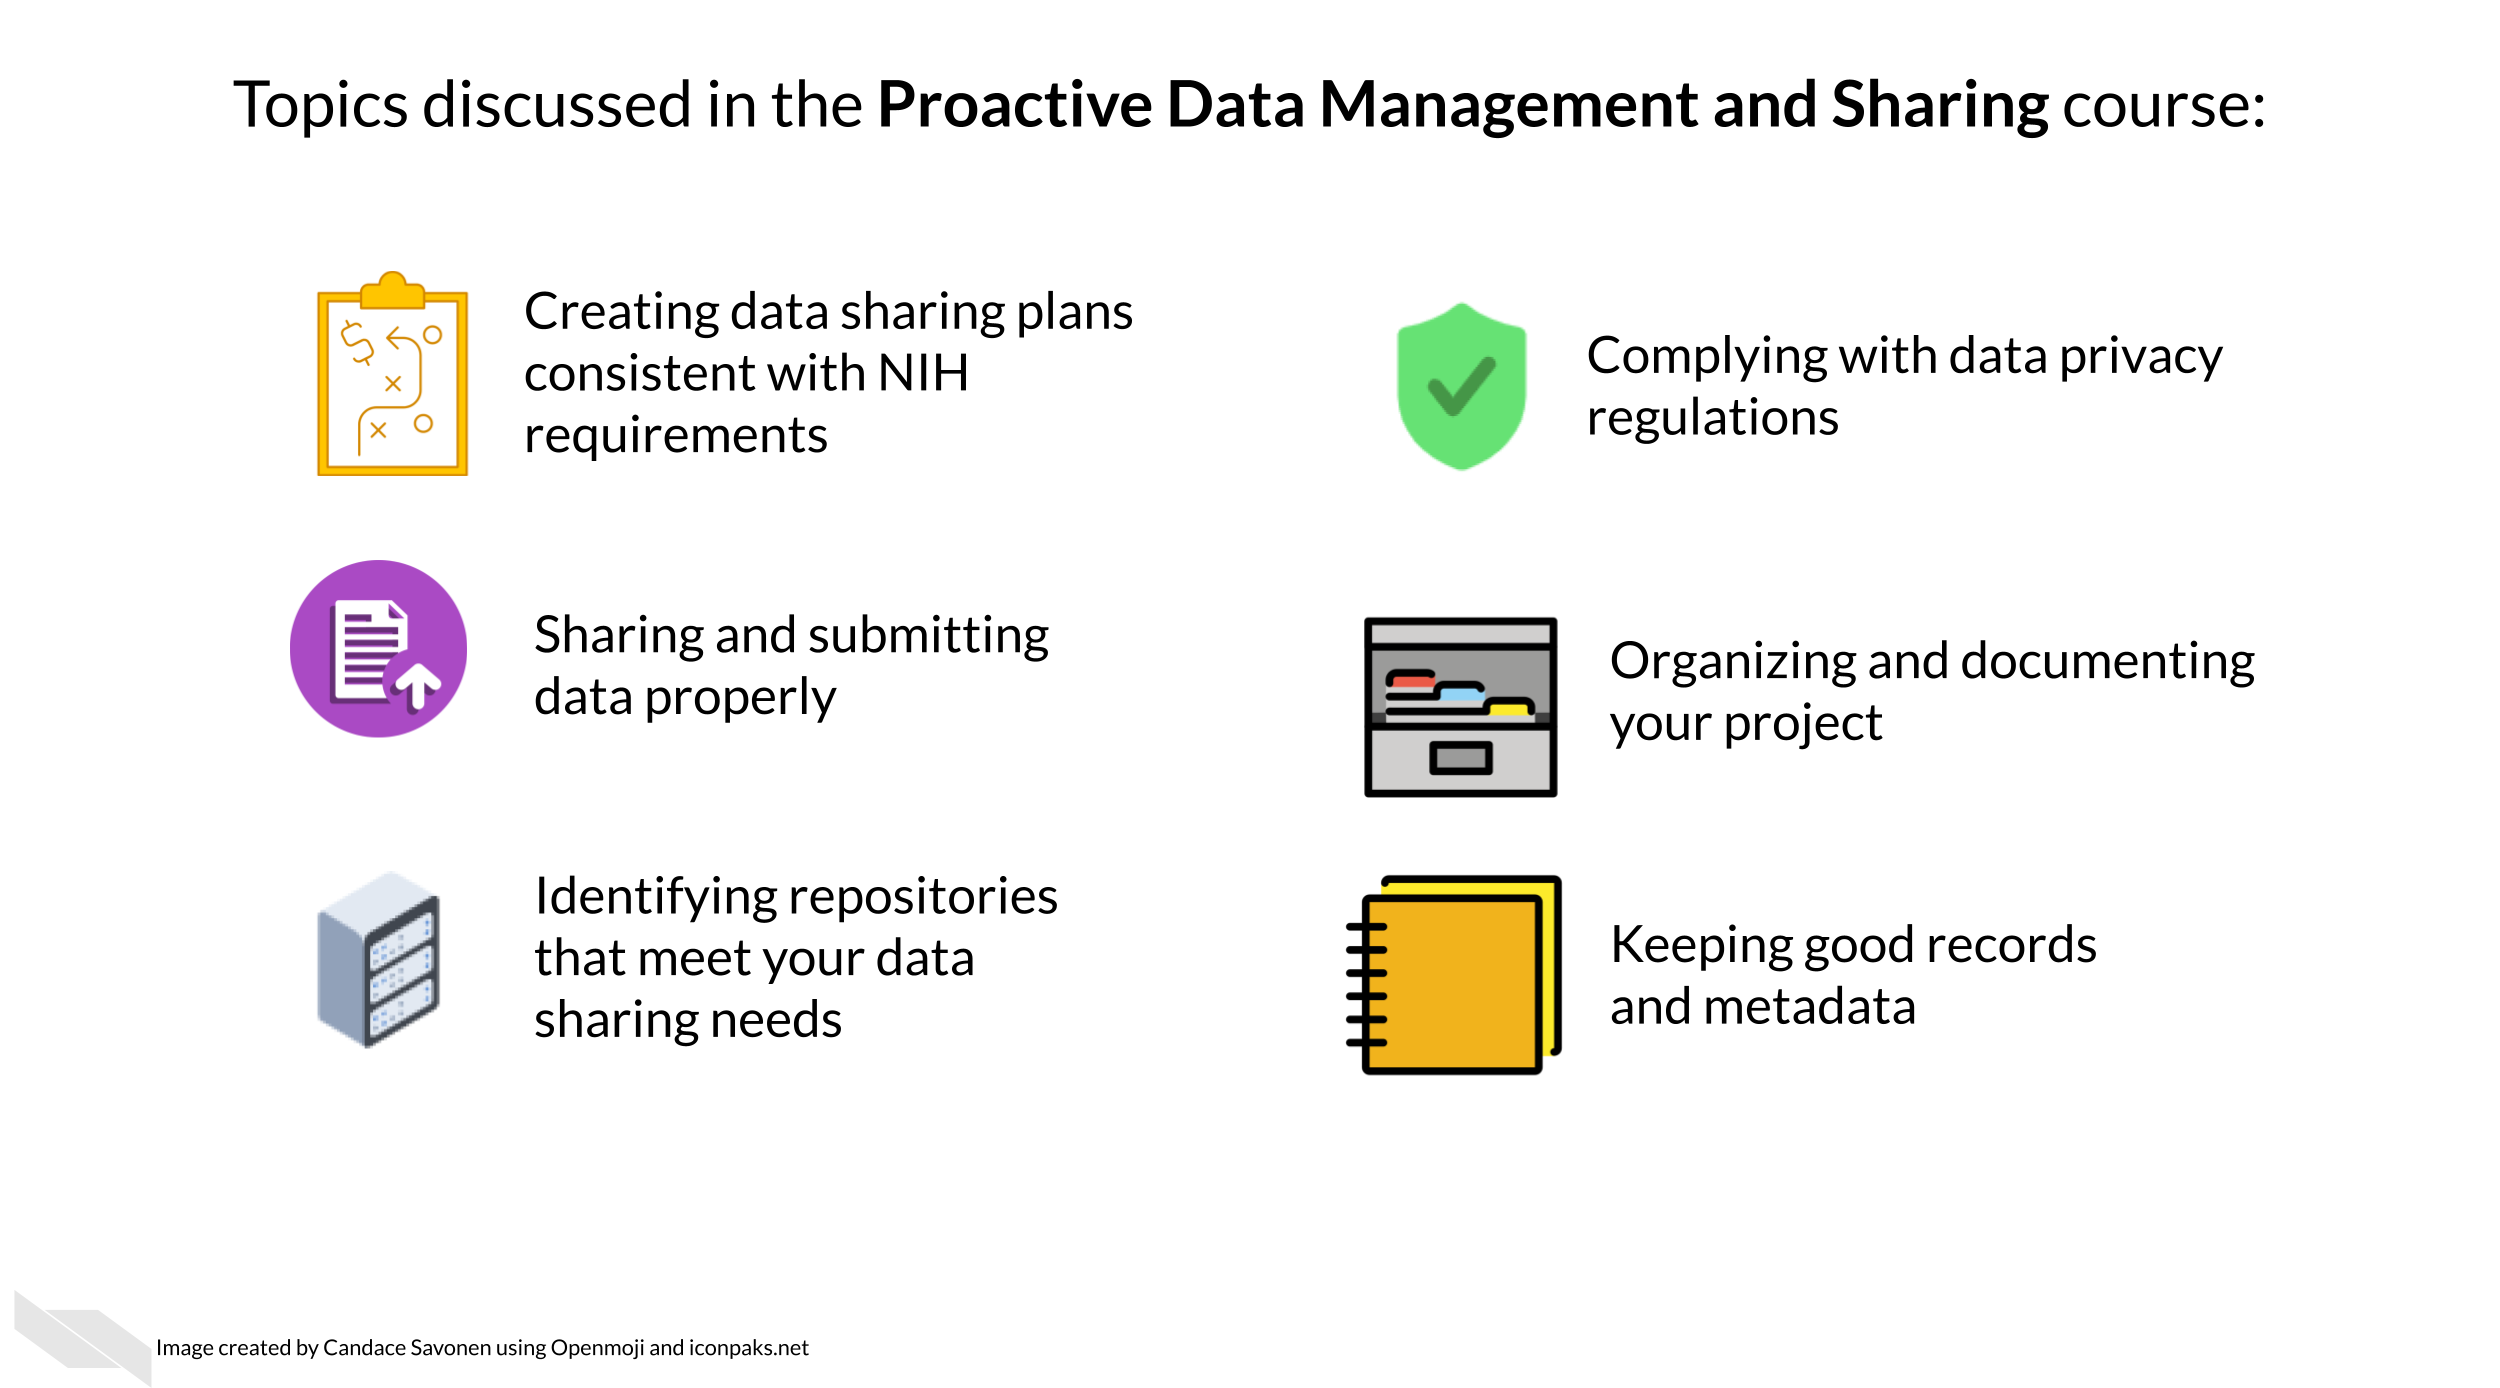 Topics discussed in the Proactive Data Management and Sharing course:
Creating data sharing plans
consistent with NIH
requirements
Complying with data privacy
regulations
Sharing and submitting
data properly
Organizing and documenting
your project
Identifying repositories
that meet your data
sharing needs
Keeping good records
and metadata
Image created by Candace Savonen using Openmoji and iconpaks.net